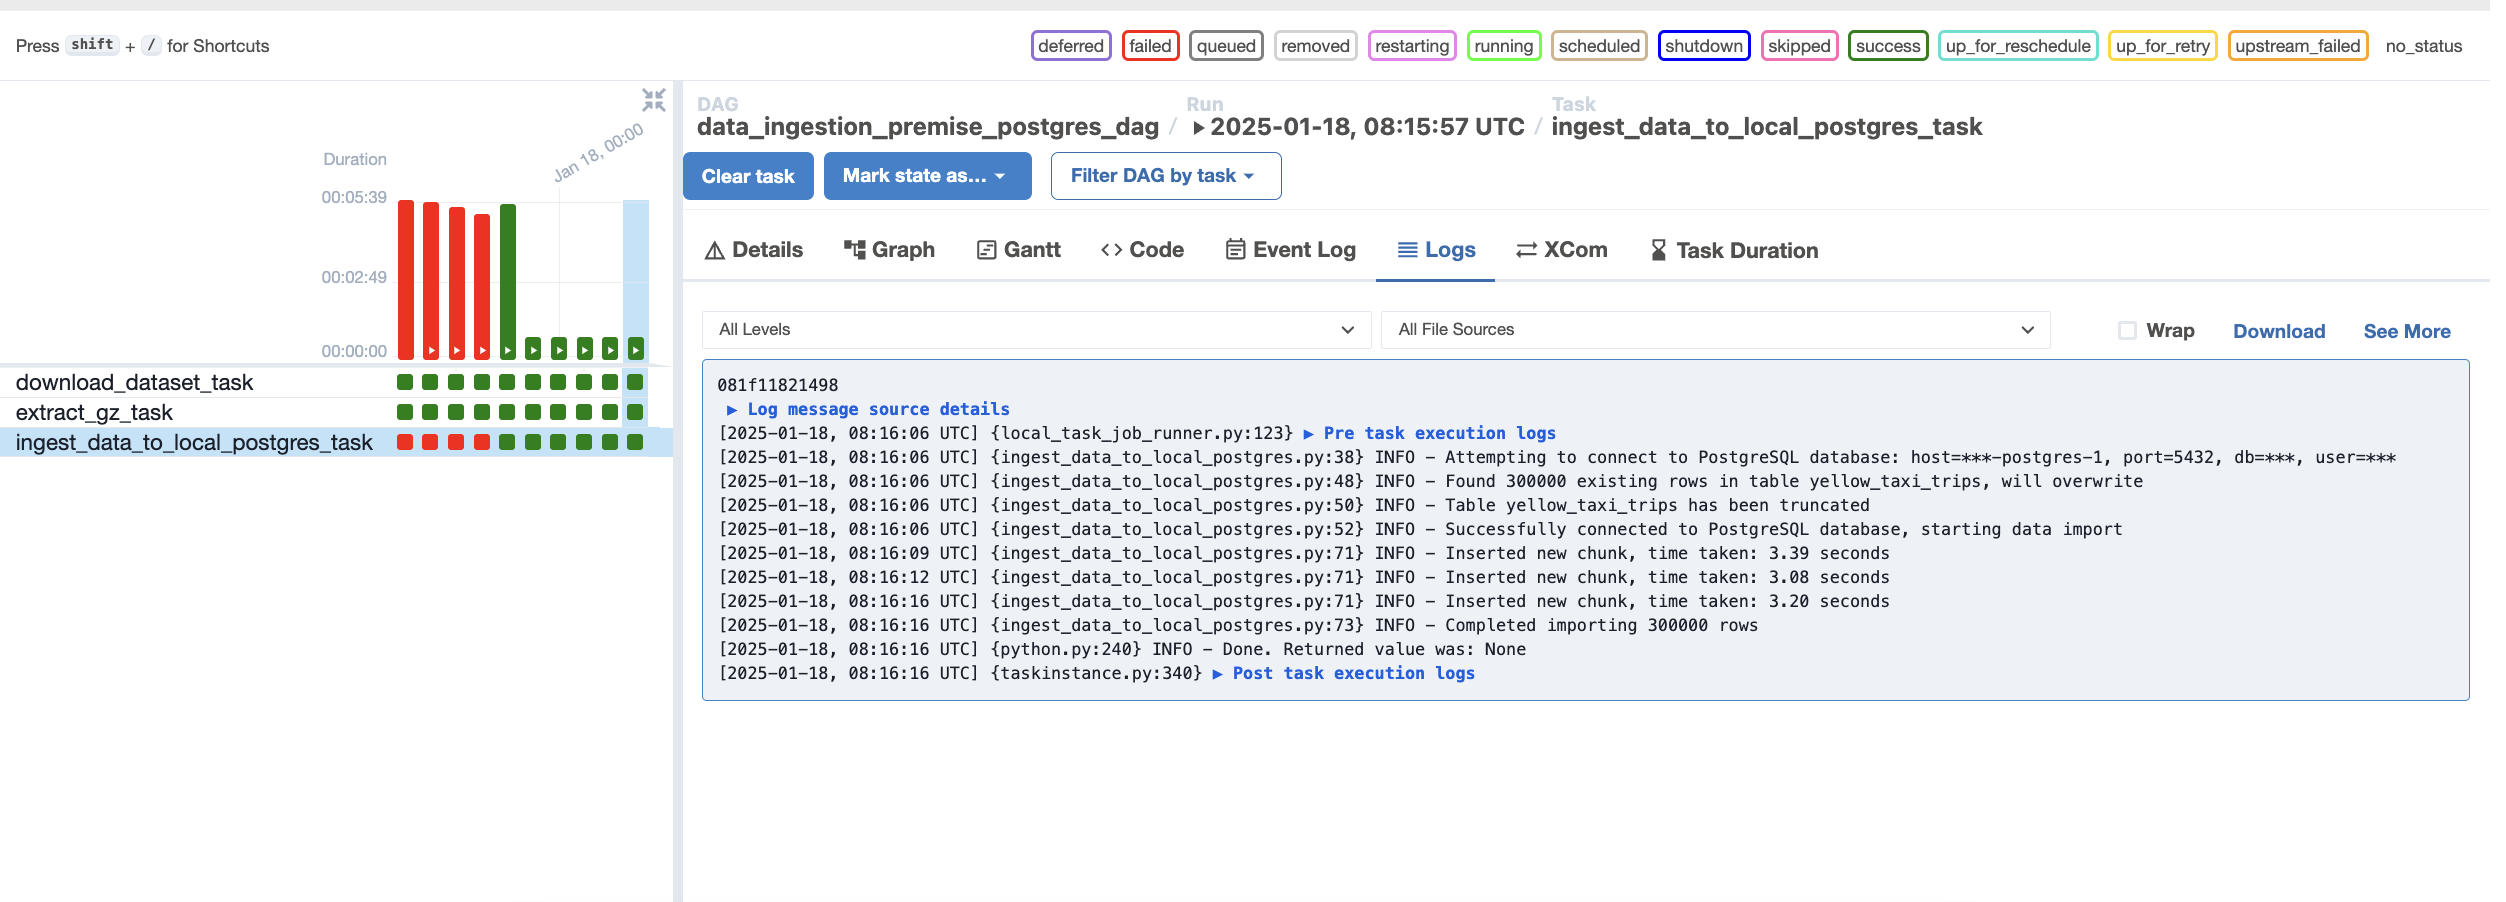 Press shift + / for Shortcuts
deferred failed queued removed restarting running scheduled shutdown skipped success up_for_reschedule up_for_retry upstream_failed no_status
Duration
Jan 18, 00:00
00:05:39
00:02:49
00:00:00
download_dataset_task
extract_gz_task
ingest_data_to_local_postgres_task
DAG Run Task
data_ingestion_premise_postgres_dag / 2025-01-18, 08:15:57 UTC / ingest_data_to_local_postgres_task
Clear task Mark state as... Filter DAG by task
Details Graph Gantt Code Event Log Logs XCom Task Duration
All Levels All File Sources Wrap Download See More
081f11821498
▶ Log message source details
[2025-01-18, 08:16:06 UTC] {local_task_job_runner.py:123} ▶ Pre task execution logs
[2025-01-18, 08:16:06 UTC] {ingest_data_to_local_postgres.py:38} INFO - Attempting to connect to PostgreSQL database: host=***-postgres-1, port=5432, db=***, user=***
[2025-01-18, 08:16:06 UTC] {ingest_data_to_local_postgres.py:48} INFO - Found 300000 existing rows in table yellow_taxi_trips, will overwrite
[2025-01-18, 08:16:06 UTC] {ingest_data_to_local_postgres.py:50} INFO - Table yellow_taxi_trips has been truncated
[2025-01-18, 08:16:06 UTC] {ingest_data_to_local_postgres.py:52} INFO - Successfully connected to PostgreSQL database, starting data import
[2025-01-18, 08:16:09 UTC] {ingest_data_to_local_postgres.py:71} INFO - Inserted new chunk, time taken: 3.39 seconds
[2025-01-18, 08:16:12 UTC] {ingest_data_to_local_postgres.py:71} INFO - Inserted new chunk, time taken: 3.08 seconds
[2025-01-18, 08:16:16 UTC] {ingest_data_to_local_postgres.py:71} INFO - Inserted new chunk, time taken: 3.20 seconds
[2025-01-18, 08:16:16 UTC] {ingest_data_to_local_postgres.py:73} INFO - Completed importing 300000 rows
[2025-01-18, 08:16:16 UTC] {python.py:240} INFO - Done. Returned value was: None
[2025-01-18, 08:16:16 UTC] {taskinstance.py:340} ▶ Post task execution logs